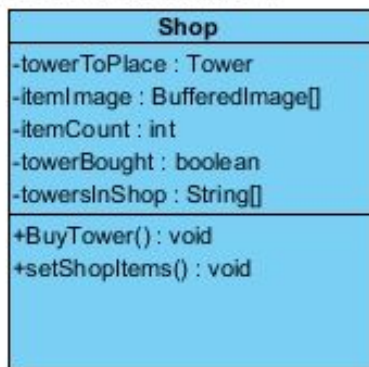 Shop
-towerToPlace : Tower
-itemImage : BufferedImage[]
-itemCount : int
-towerBought : boolean
-towersInShop : String[]
+BuyTower() : void
+setShopItems() : void